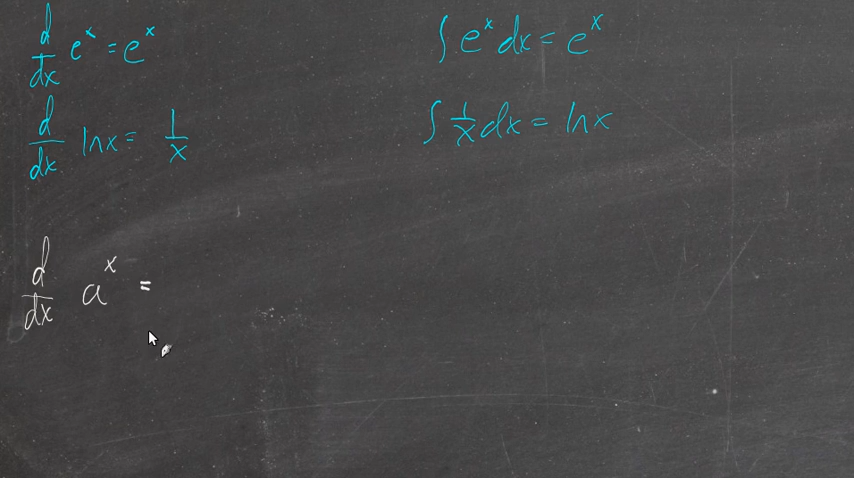 d/dx e^x = e^x
∫ e^x dx = e^x
d/dx ln x = 1/x
∫ 1/x dx = ln x
d/dx a^x =